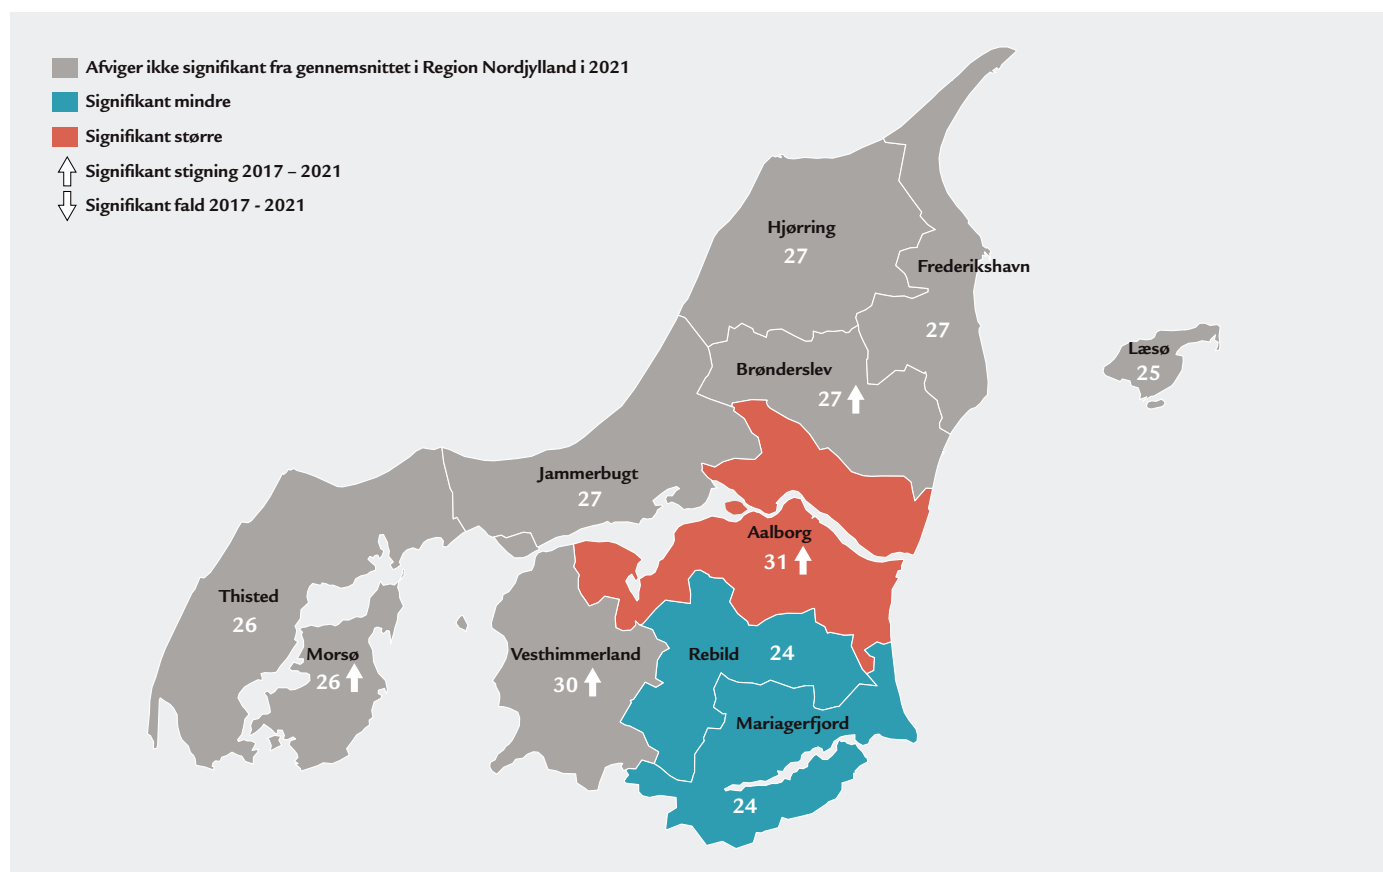 Afviger ikke signifikant fra gennemsnittet i Region Nordjylland i 2021
Signifikant mindre
Signifikant større
Signifikant stigning 2017 – 2021
Signifikant fald 2017 - 2021
Hjørring
27
Frederikshavn
27
Læsø
25
Brønderslev
27
Jammerbugt
27
Aalborg
31
Thisted
26
Morsø
26
Vesthimmerland
30
Rebild 24
Mariagerfjord
24